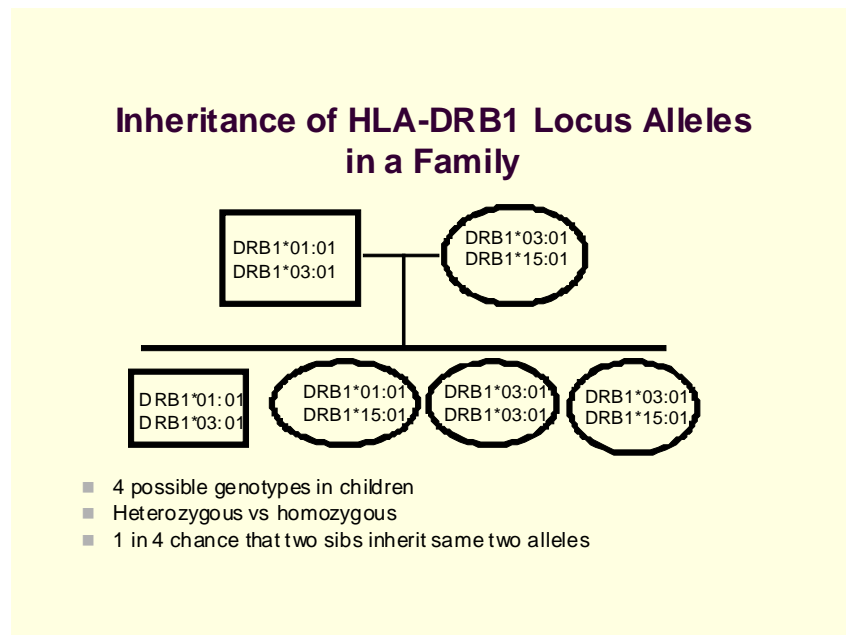 Inheritance of HLA-DRB1 Locus Alleles
in a Family
DRB1*01:01
DRB1*03:01
DRB1*03:01
DRB1*15:01
DRB1*01:01
DRB1*03:01
DRB1*01:01
DRB1*15:01
DRB1*03:01
DRB1*03:01
DRB1*03:01
DRB1*15:01
4 possible genotypes in children
Heterozygous vs homozygous
1 in 4 chance that two sibs inherit same two alleles